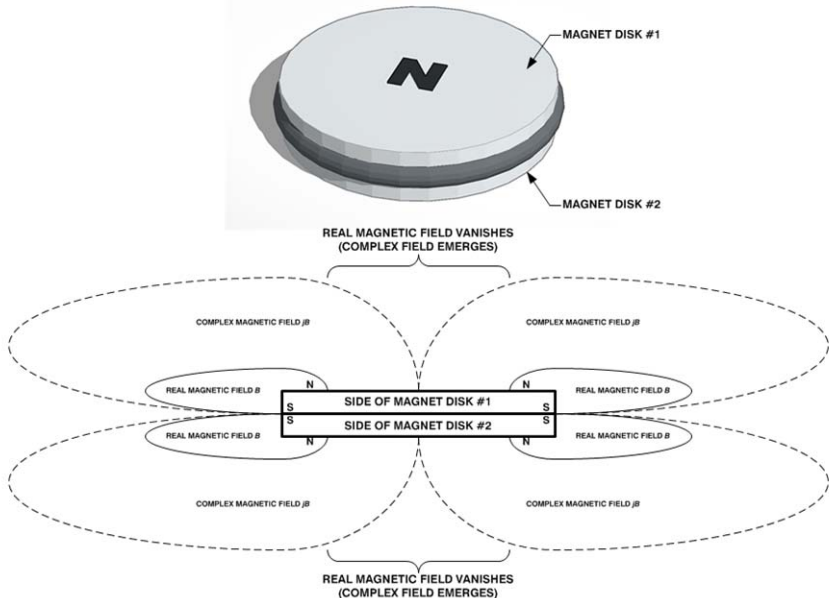 MAGNET DISK #1
N
MAGNET DISK #2
REAL MAGNETIC FIELD VANISHES
(COMPLEX FIELD EMERGES)
COMPLEX MAGNETIC FIELD jB
COMPLEX MAGNETIC FIELD jB
REAL MAGNETIC FIELD B
N
N
REAL MAGNETIC FIELD B
S
SIDE OF MAGNET DISK #1
S
S
SIDE OF MAGNET DISK #2
S
REAL MAGNETIC FIELD B
N
N
REAL MAGNETIC FIELD B
COMPLEX MAGNETIC FIELD jB
COMPLEX MAGNETIC FIELD jB
REAL MAGNETIC FIELD VANISHES
(COMPLEX FIELD EMERGES)